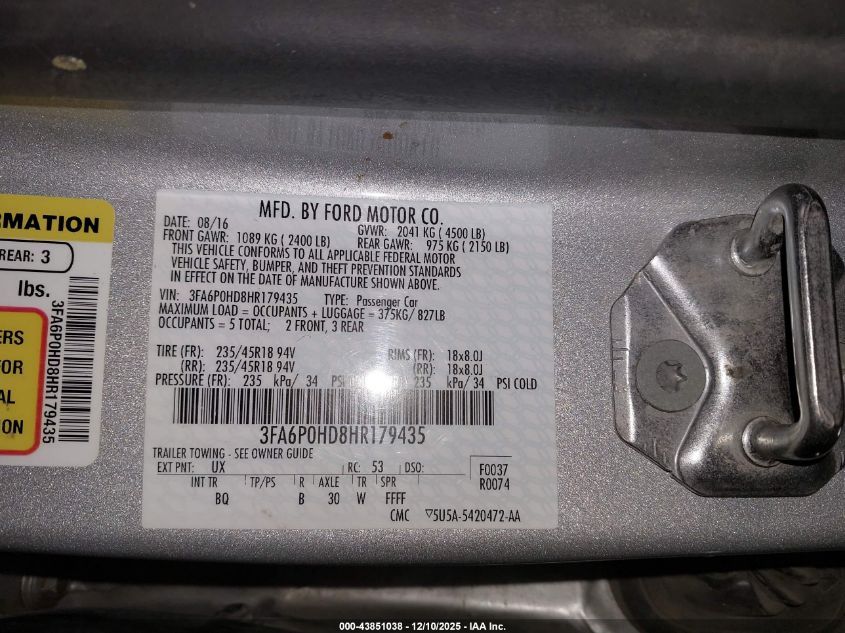 RMATION
REAR: 3
lbs.
ERS
FOR
AL
ION
3FA6P0HD8HR179435
MFD. BY FORD MOTOR CO.
DATE: 08/16 GVWR: 2041 KG ( 4500 LB)
FRONT GAWR: 1089 KG ( 2400 LB) REAR GAWR: 975 KG ( 2150 LB)
THIS VEHICLE CONFORMS TO ALL APPLICABLE FEDERAL MOTOR
VEHICLE SAFETY, BUMPER, AND THEFT PREVENTION STANDARDS
IN EFFECT ON THE DATE OF MANUFACTURE SHOWN ABOVE.
VIN: 3FA6P0HD8HR179435 TYPE: Passenger Car
MAXIMUM LOAD = OCCUPANTS + LUGGAGE = 375KG/ 827LB
OCCUPANTS = 5 TOTAL; 2 FRONT, 3 REAR
TIRE (FR): 235/45R18 94V RIMS (FR): 18x8.0J
(RR): 235/45R18 94V (RR): 18x8.0J
PRESSURE (FR): 235 kPa/ 34 PSI COLD (RR): 235 kPa/ 34 PSI COLD
3FA6P0HD8HR179435
TRAILER TOWING - SEE OWNER GUIDE
EXT PNT: UX RC: 53 DSO: F0037
R0074
INT TR TP/PS R AXLE TR SPR
BQ B 30 W FFFF
CMC ▽5U5A-5420472-AA
000-43851038 - 12/10/2025 - IAA Inc.